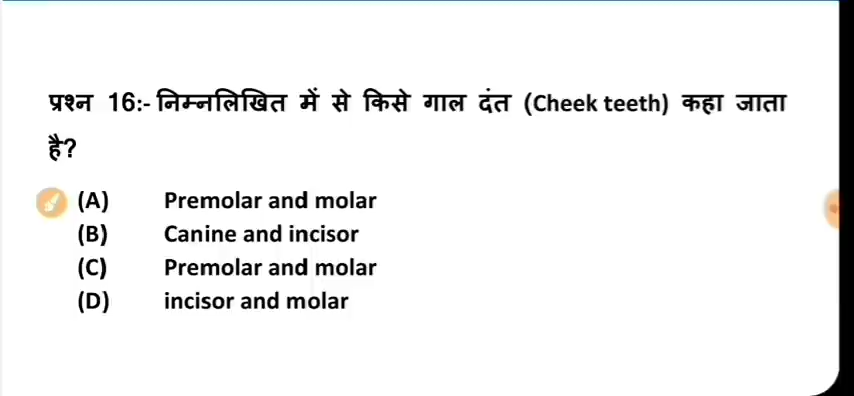 प्रश्न 16:- निम्नलिखित में से किसे गाल दंत (Cheek teeth) कहा जाता
है?
(A) Premolar and molar
(B) Canine and incisor
(C) Premolar and molar
(D) incisor and molar